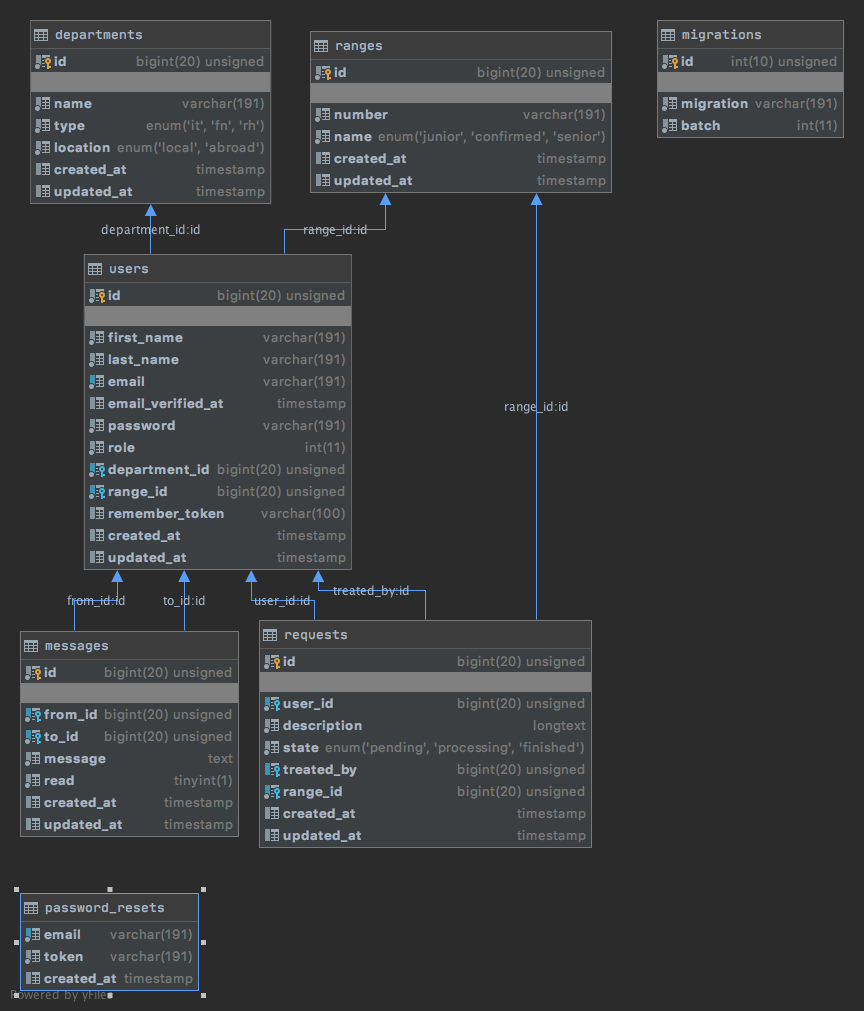 departments
id bigint(20) unsigned
name varchar(191)
type enum('it', 'fn', 'rh')
location enum('local', 'abroad')
created_at timestamp
updated_at timestamp
ranges
id bigint(20) unsigned
number varchar(191)
name enum('junior', 'confirmed', 'senior')
created_at timestamp
updated_at timestamp
migrations
id int(10) unsigned
migration varchar(191)
batch int(11)
department_id:id
range_id:id
range_id:id
users
id bigint(20) unsigned
first_name varchar(191)
last_name varchar(191)
email varchar(191)
email_verified_at timestamp
password varchar(191)
role int(11)
department_id bigint(20) unsigned
range_id bigint(20) unsigned
remember_token varchar(100)
created_at timestamp
updated_at timestamp
from_id:id
to_id:id
user_id:id
treated_by:id
messages
id bigint(20) unsigned
from_id bigint(20) unsigned
to_id bigint(20) unsigned
message text
read tinyint(1)
created_at timestamp
updated_at timestamp
requests
id bigint(20) unsigned
user_id bigint(20) unsigned
description longtext
state enum('pending', 'processing', 'finished')
treated_by bigint(20) unsigned
range_id bigint(20) unsigned
created_at timestamp
updated_at timestamp
password_resets
email varchar(191)
token varchar(191)
created_at timestamp
Powered by yFiles